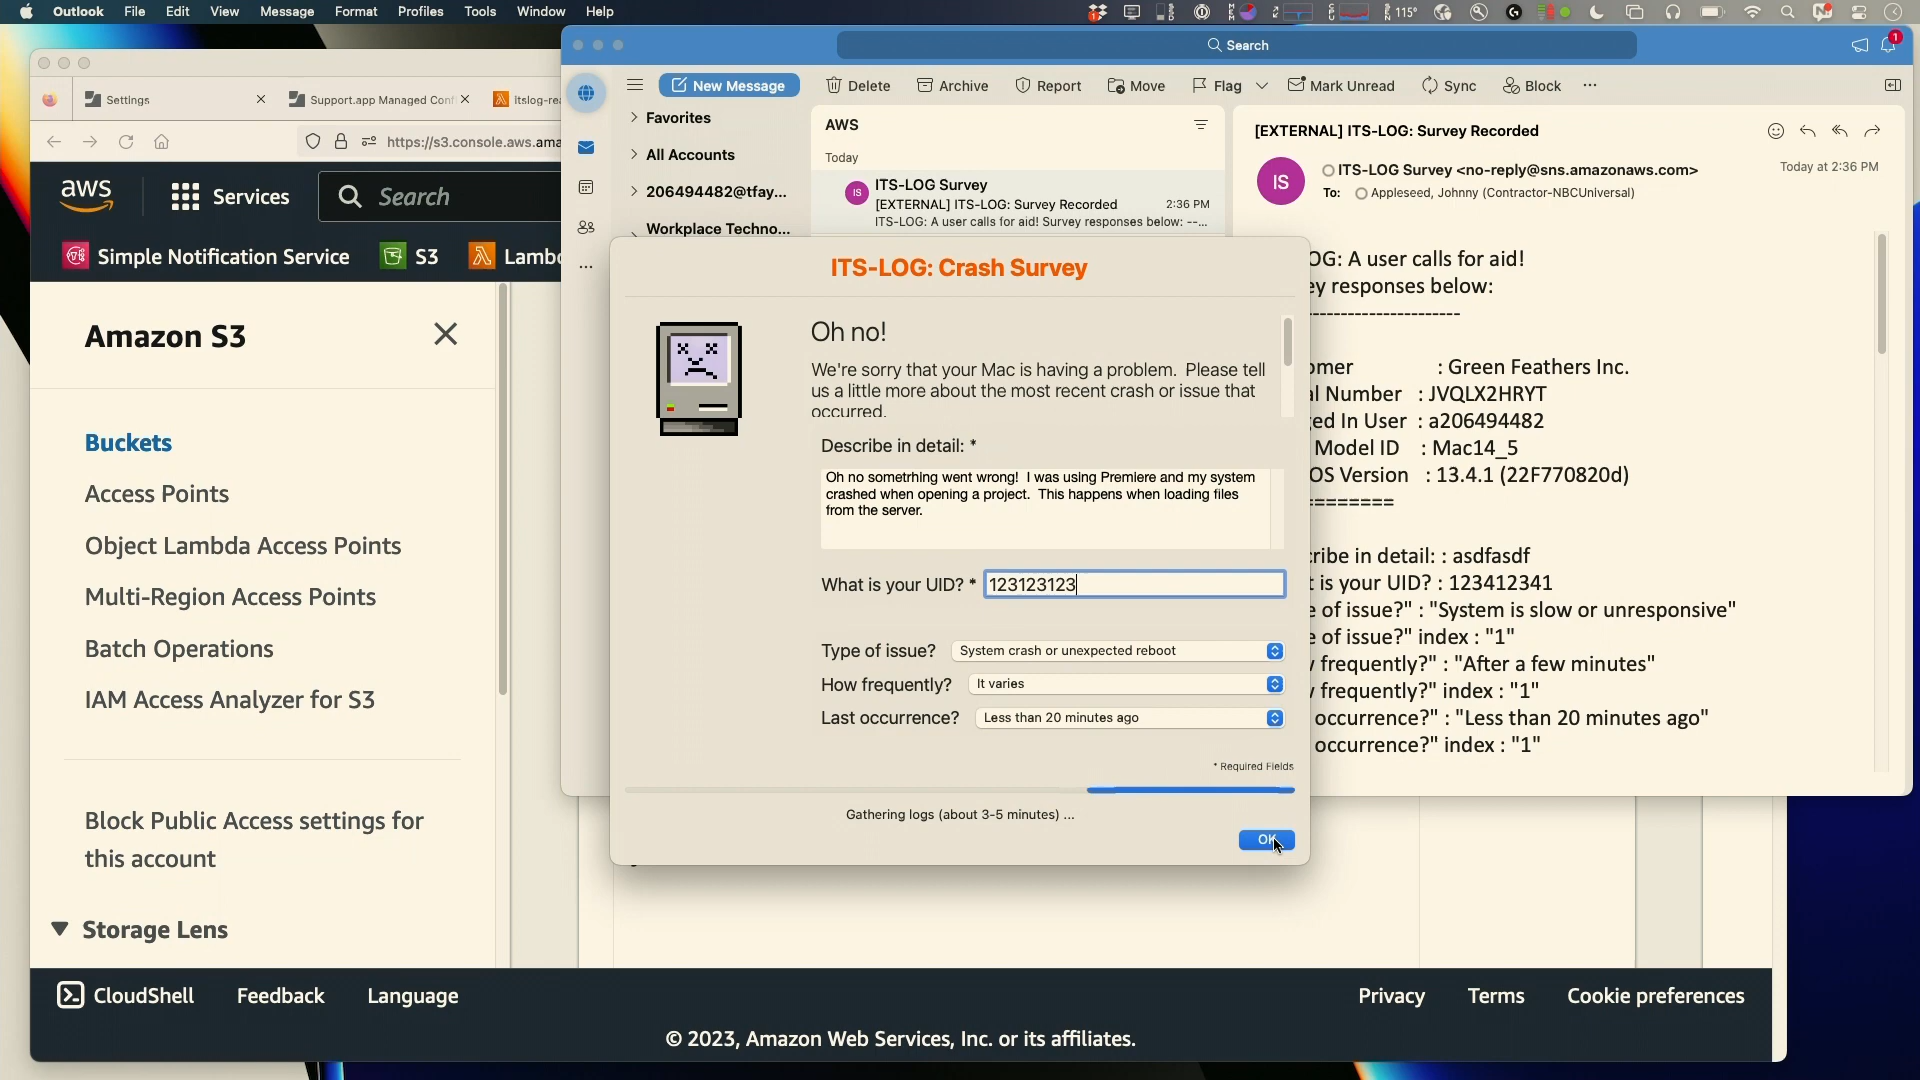 Outlook File Edit View Message Format Profiles Tools Window Help
115°
Search
1
Settings
Support.app Managed Conf
Itslog-rea
https://s3.console.aws.ama
aws
Services
Search
Simple Notification Service
S3
Lambd
Amazon S3
Buckets
Access Points
Object Lambda Access Points
Multi-Region Access Points
Batch Operations
IAM Access Analyzer for S3
Block Public Access settings for
this account
Storage Lens
CloudShell
Feedback
Language
Privacy
Terms
Cookie preferences
© 2023, Amazon Web Services, Inc. or its affiliates.
New Message
Delete
Archive
Report
Move
Flag
Mark Unread
Sync
Block
Favorites
All Accounts
206494482@tfay...
Workplace Techno...
AWS
Today
IS
ITS-LOG Survey
[EXTERNAL] ITS-LOG: Survey Recorded 2:36 PM
ITS-LOG: A user calls for aid! Survey responses below: --...
[EXTERNAL] ITS-LOG: Survey Recorded
IS
ITS-LOG Survey <no-reply@sns.amazonaws.com>
Today at 2:36 PM
To: Appleseed, Johnny (Contractor-NBCUniversal)
OG: A user calls for aid!
ey responses below:
----------------------
omer : Green Feathers Inc.
al Number : JVQLX2HRYT
ed In User : a206494482
Model ID : Mac14_5
OS Version : 13.4.1 (22F770820d)
=========
ribe in detail: : asdfasdf
t is your UID? : 123412341
e of issue?" : "System is slow or unresponsive"
e of issue?" index : "1"
v frequently?" : "After a few minutes"
v frequently?" index : "1"
occurrence?" : "Less than 20 minutes ago"
occurrence?" index : "1"
ITS-LOG: Crash Survey
Oh no!
We're sorry that your Mac is having a problem. Please tell
us a little more about the most recent crash or issue that
occurred.
Describe in detail: *
Oh no sometrhing went wrong! I was using Premiere and my system
crashed when opening a project. This happens when loading files
from the server.
What is your UID? * 123123123
Type of issue? System crash or unexpected reboot
How frequently? It varies
Last occurrence? Less than 20 minutes ago
* Required Fields
Gathering logs (about 3-5 minutes) ...
OK